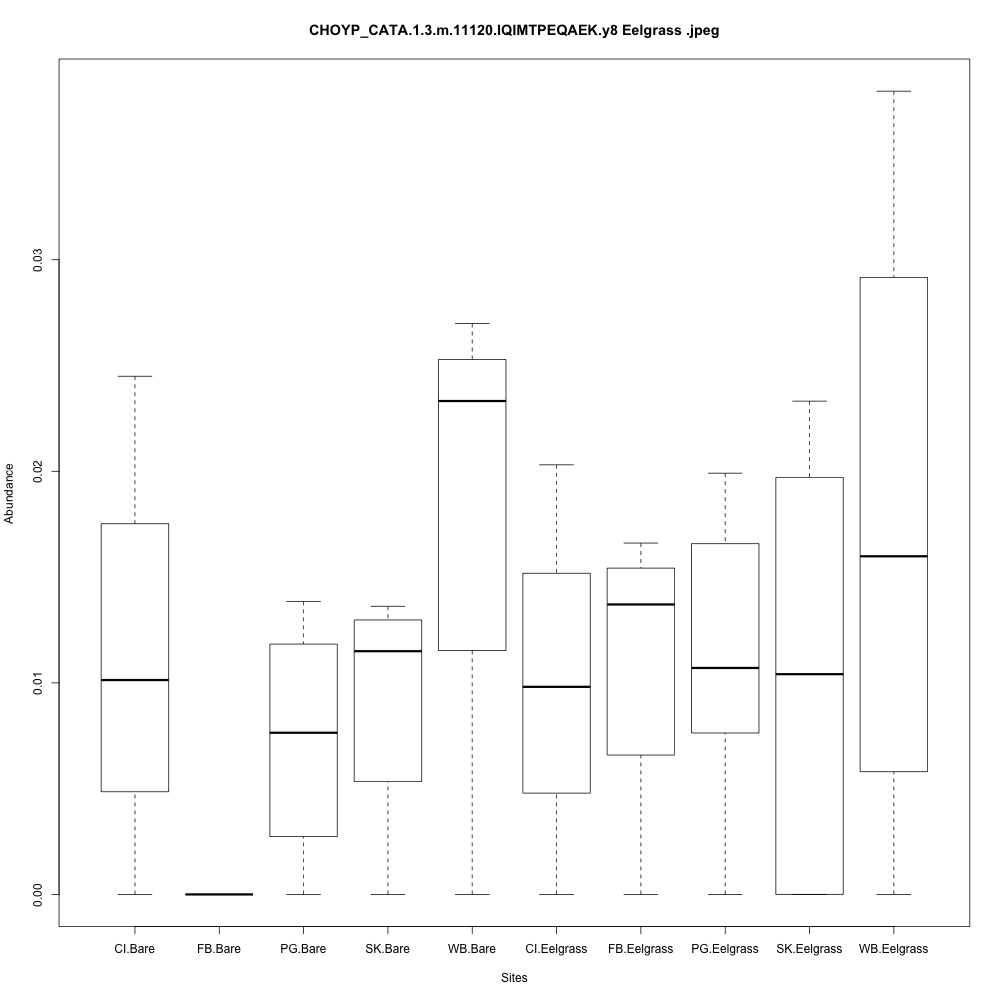 CHOYP_CATA.1.3.m.11120.IQIMTPEQAEK.y8 Eelgrass .jpeg
Abundance
0.03
0.02
0.01
0.00
CI.Bare FB.Bare PG.Bare SK.Bare WB.Bare CI.Eelgrass FB.Eelgrass PG.Eelgrass SK.Eelgrass WB.Eelgrass
Sites